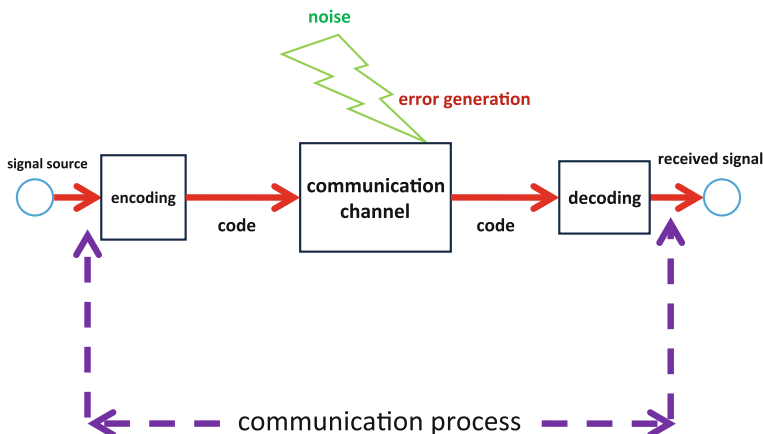 noise
error generation
signal source
received signal
encoding
communication
channel
decoding
code
code
communication process